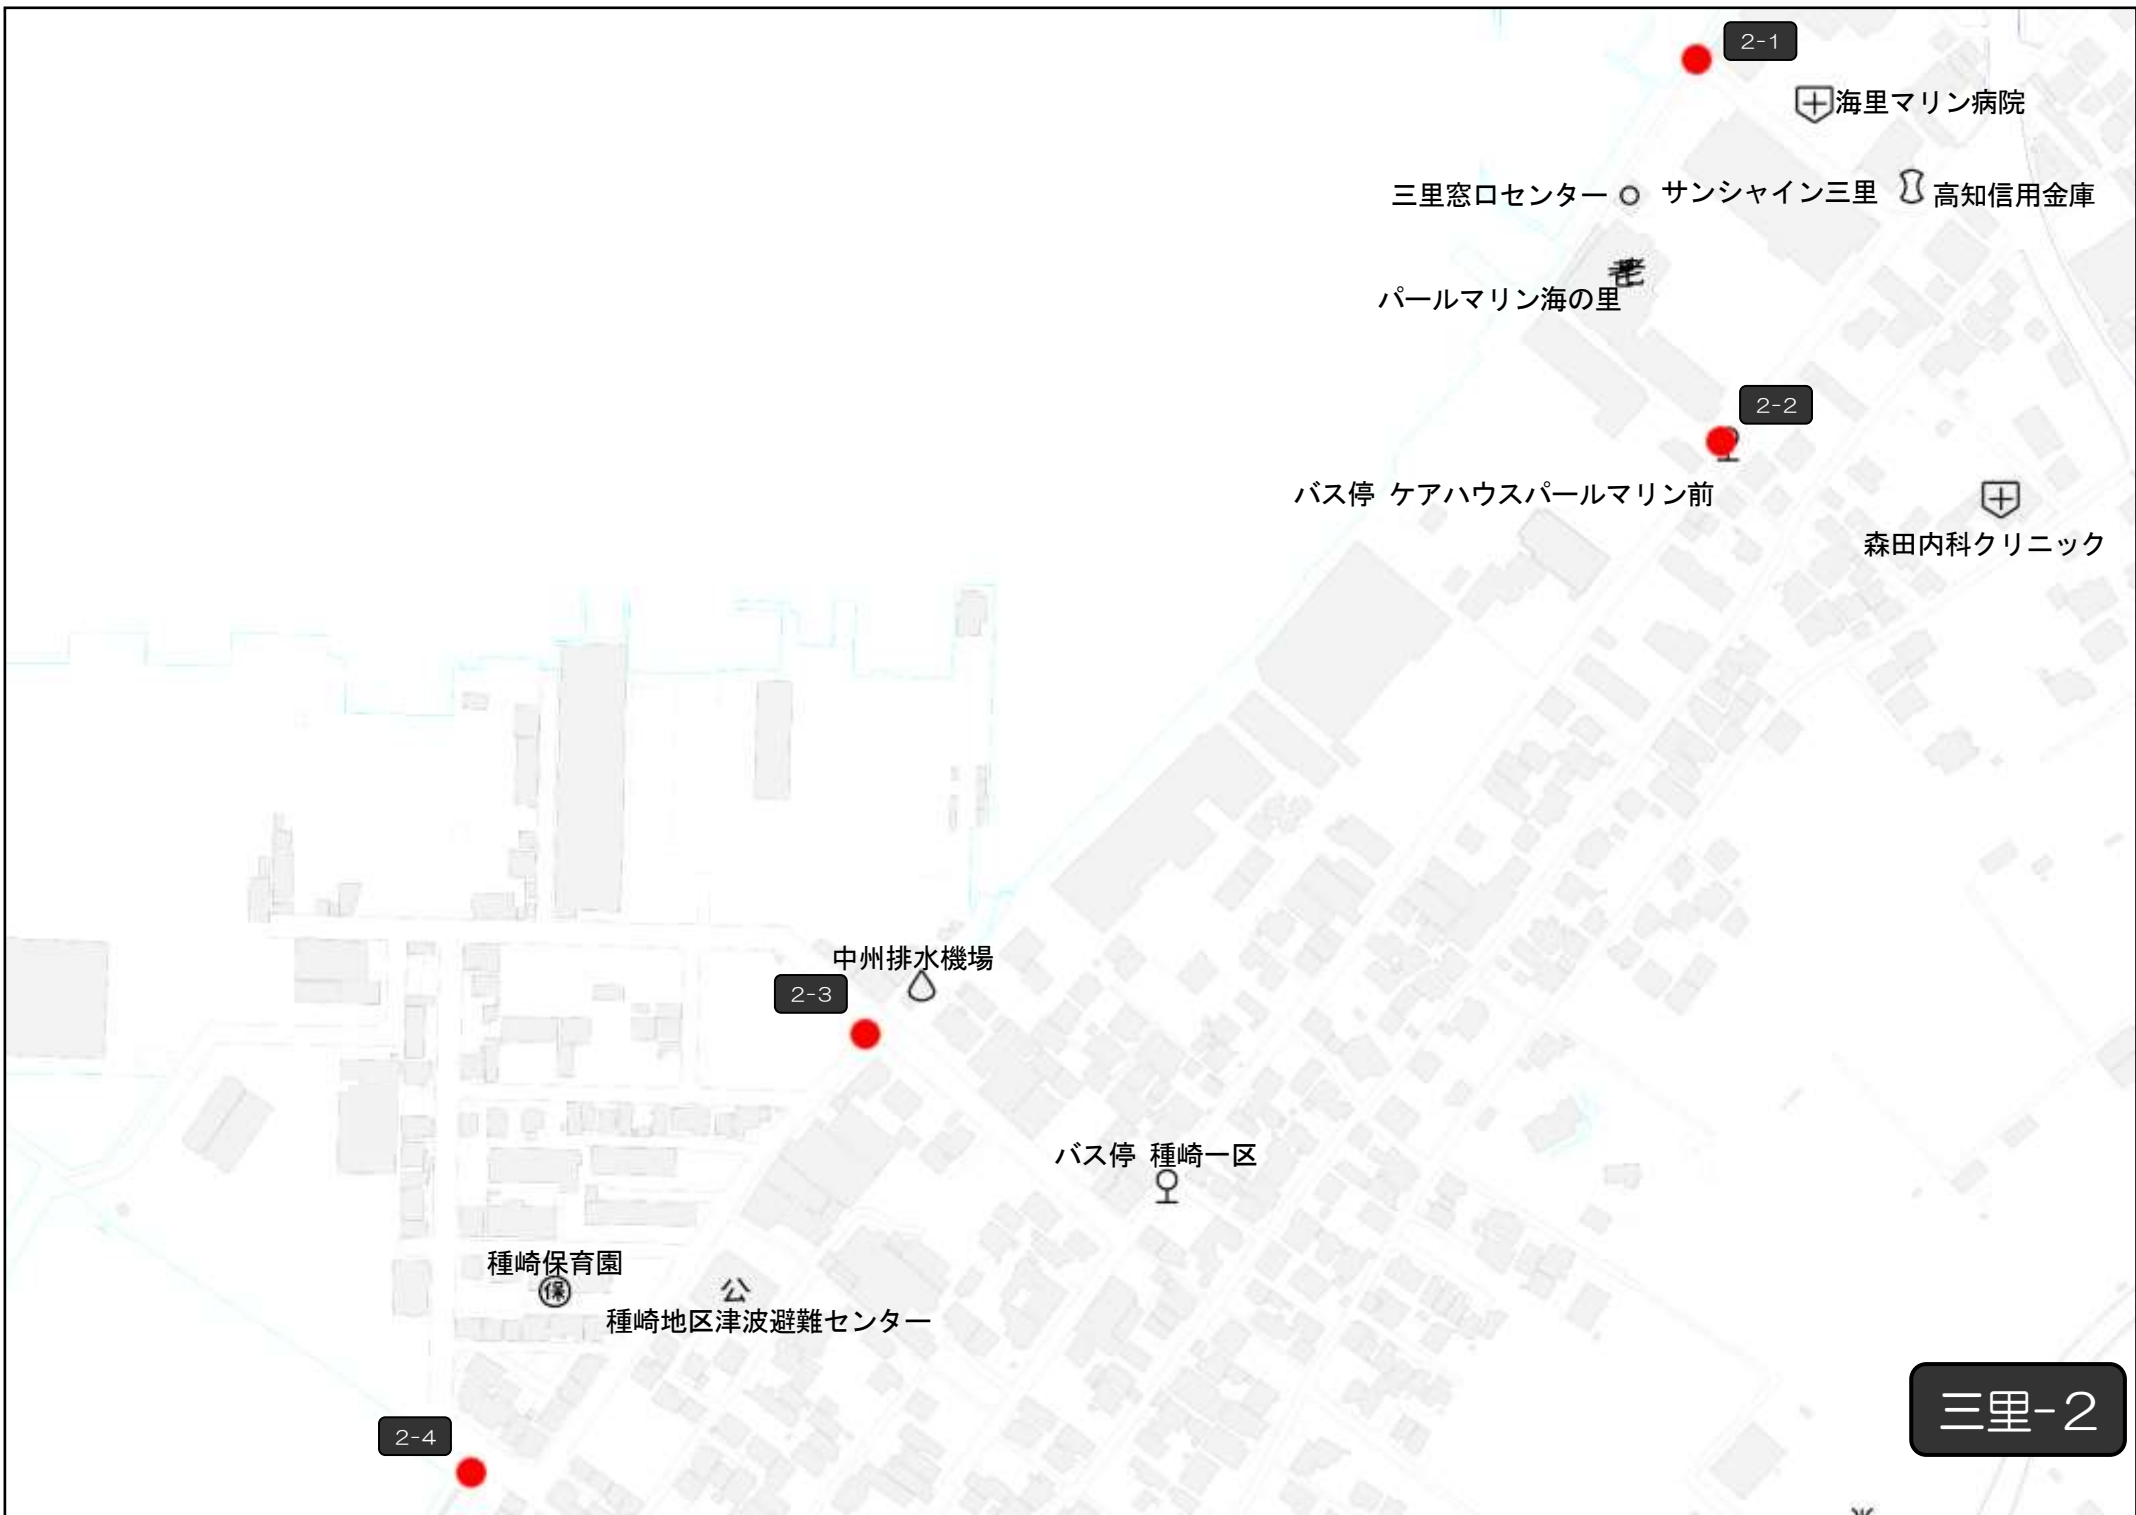 2-1
海里マリン病院
三里窓口センター
サンシャイン三里
高知信用金庫
老
パールマリン海の里
2-2
バス停 ケアハウスパールマリン前
森田内科クリニック
中州排水機場
2-3
バス停 種崎一区
種崎保育園
保
公
種崎地区津波避難センター
2-4
三里-2